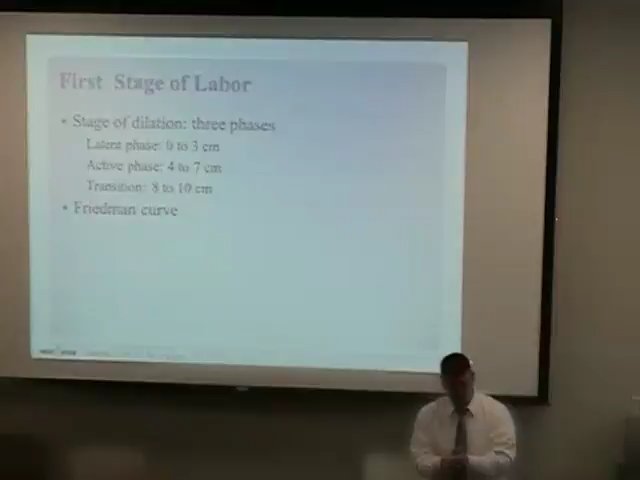 First Stage of Labor
• Stage of dilation: three phases
Latent phase: 0 to 3 cm
Active phase: 4 to 7 cm
Transition: 8 to 10 cm
• Friedman curve